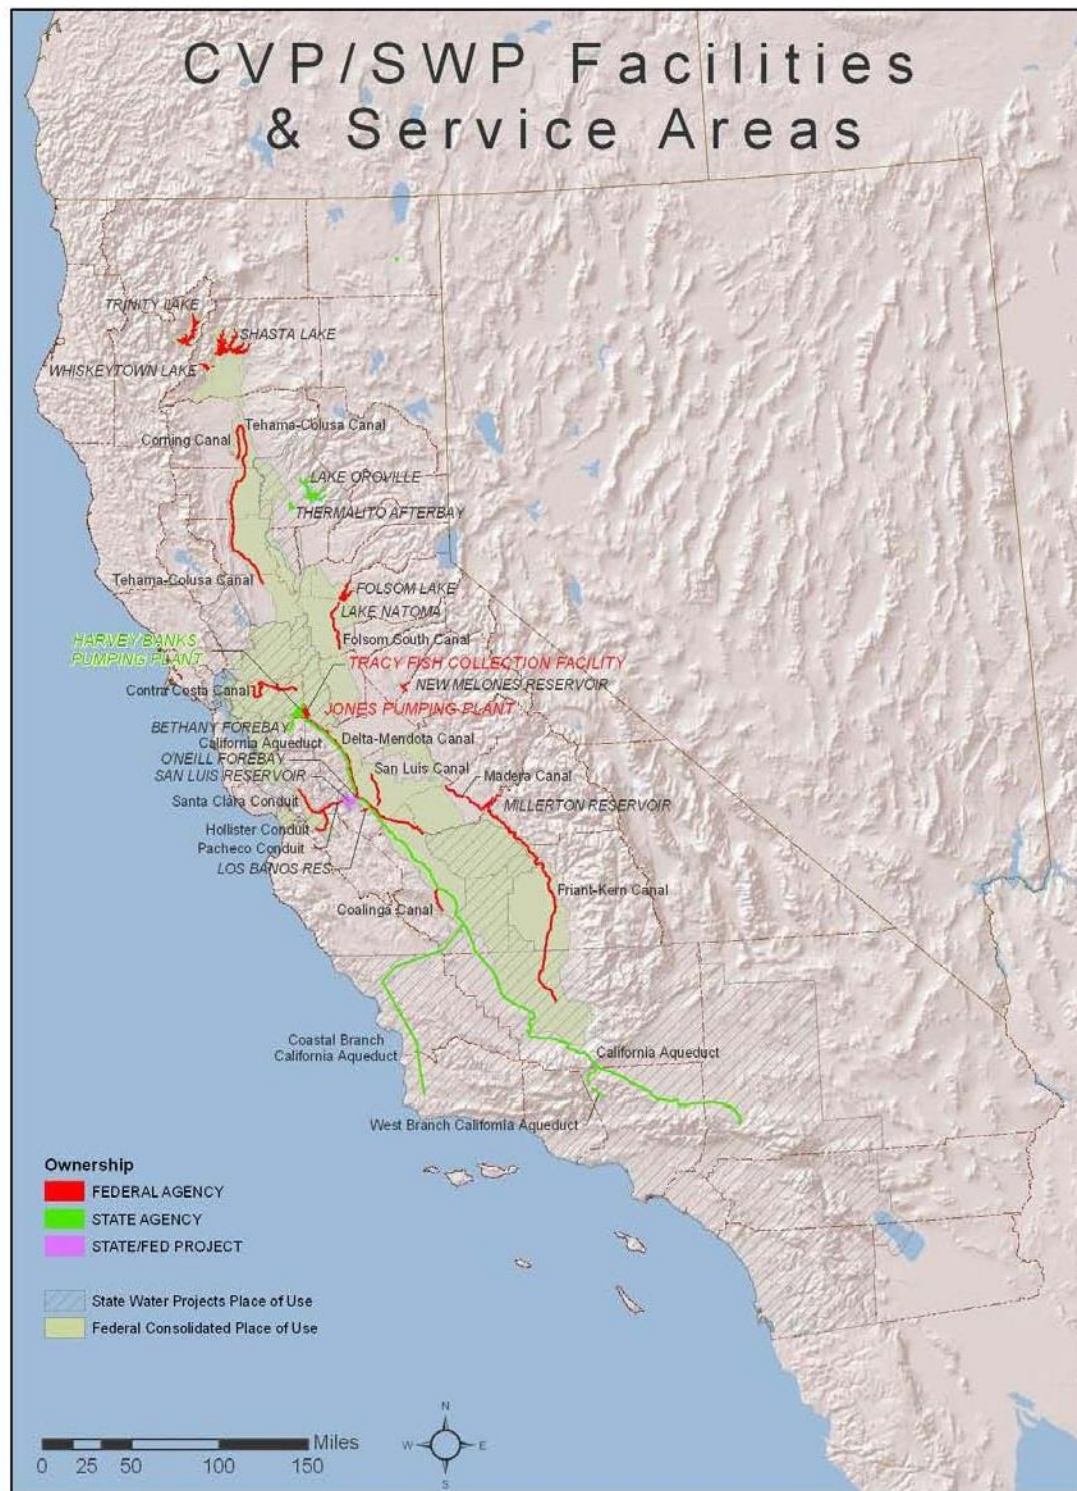 CVP/SWP Facilities
& Service Areas
TRINITY LAKE
SHASTA LAKE
WHISKEYTOWN LAKE
Tehama-Colusa Canal
Corning Canal
LAKE OROVILLE
THERMALITO AFTERBAY
Tehama-Colusa Canal
FOLSOM LAKE
LAKE NATOMA
Folsom South Canal
HARVEY BANKS
PUMPING PLANT
TRACY FISH COLLECTION FACILITY
NEW MELONES RESERVOIR
Contra Costa Canal
JONES PUMPING PLANT
BETHANY FOREBAY
California Aqueduct
Delta-Mendota Canal
O'NEILL FOREBAY
SAN LUIS RESERVOIR
San Luis Canal
Madera Canal
Santa Clara Conduit
MILLERTON RESERVOIR
Hollister Conduit
Pacheco Conduit
LOS BANOS RES.
Friant-Kern Canal
Coalinga Canal
Coastal Branch
California Aqueduct
California Aqueduct
West Branch California Aqueduct
Ownership
FEDERAL AGENCY
STATE AGENCY
STATE/FED PROJECT
State Water Projects Place of Use
Federal Consolidated Place of Use
Miles
0 25 50 100 150
N
W E
S